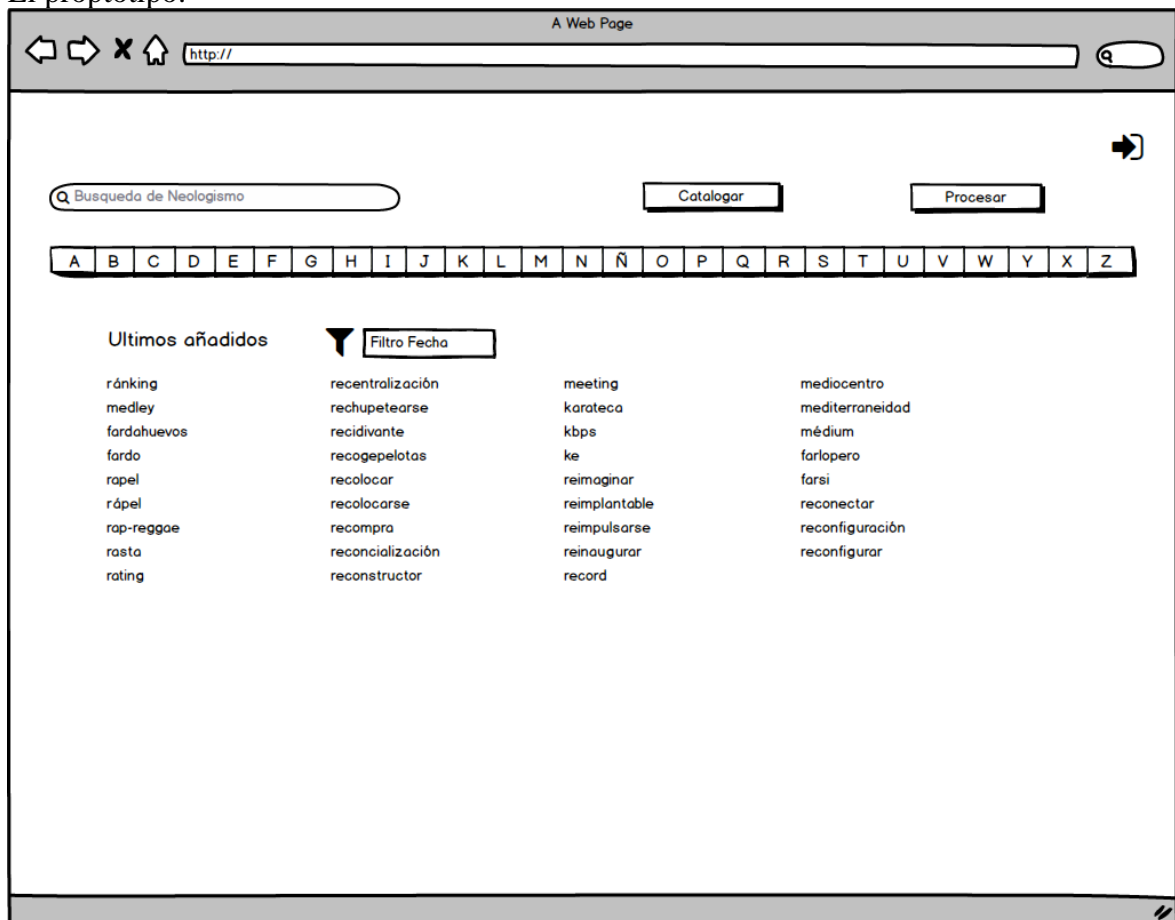 El proptotipo:
A Web Page
http://
Busqueda de Neologismo
Catalogar
Procesar
A B C D E F G H I J K L M N Ñ O P Q R S T U V W Y X Z
Ultimos añadidos
Filtro Fecha
ránking recentralización meeting mediocentro
medley rechupetearse karateca mediterraneidad
fardahuevos recidivante kbps médium
fardo recogepelotas ke farlopero
rapel recolocar reimaginar farsi
rápel recolocarse reimplantable reconectar
rap-reggae recompra reimpulsarse reconfiguración
rasta reconcialización reinaugurar reconfigurar
rating reconstructor record